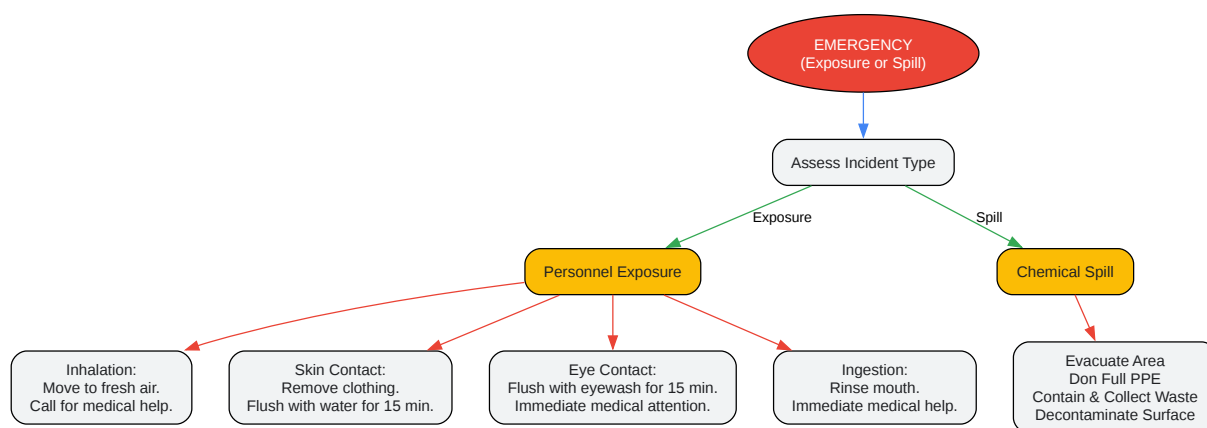 EMERGENCY
(Exposure or Spill)
Assess Incident Type
Exposure
Spill
Personnel Exposure
Chemical Spill
Inhalation:
Move to fresh air.
Call for medical help.
Skin Contact:
Remove clothing.
Flush with water for 15 min.
Eye Contact:
Flush with eyewash for 15 min.
Immediate medical attention.
Ingestion:
Rinse mouth.
Immediate medical help.
Evacuate Area
Don Full PPE
Contain & Collect Waste
Decontaminate Surface